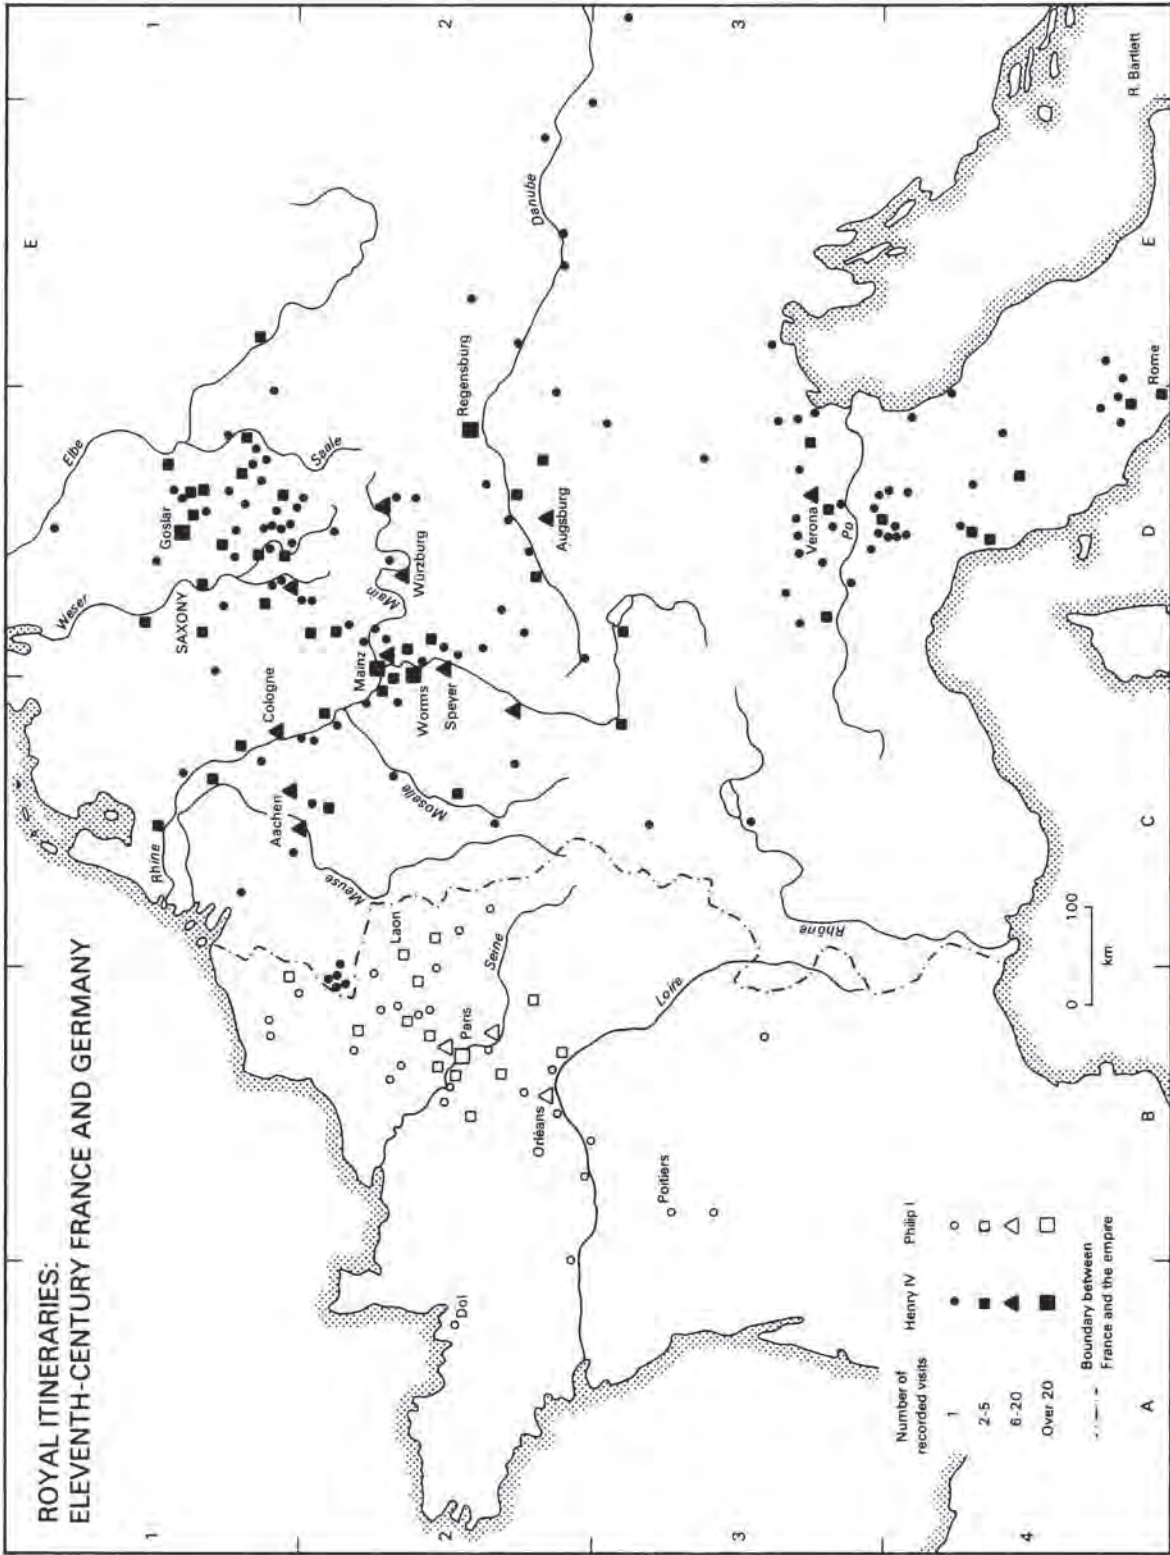 ROYAL ITINERARIES:
ELEVENTH-CENTURY FRANCE AND GERMANY
1
2
3
4
1
2
3
A
B
C
D
E
E
Elbe
Weser
Saale
Goslar
SAXONY
Main
Würzburg
Mainz
Worms
Speyer
Cologne
Rhine
Aachen
Meuse
Moselle
Regensburg
Danube
Augsburg
Laon
Seine
Paris
Orléans
Loire
Poitiers
Dol
Rhône
Verona
Po
Rome
Number of
recorded visits
Henry IV
Philip I
1
2-5
6-20
Over 20
Boundary between
France and the empire
0 100
km
R. Bartlett